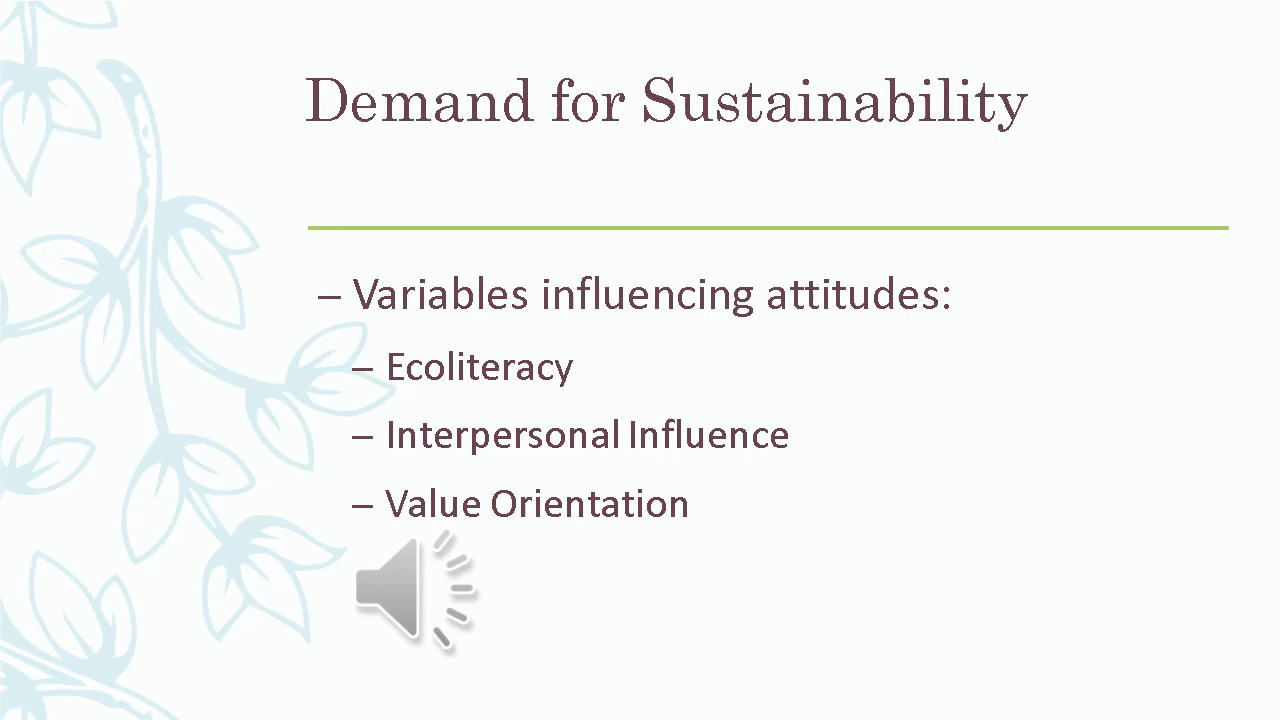 Demand for Sustainability
– Variables influencing attitudes:
– Ecoliteracy
– Interpersonal Influence
– Value Orientation